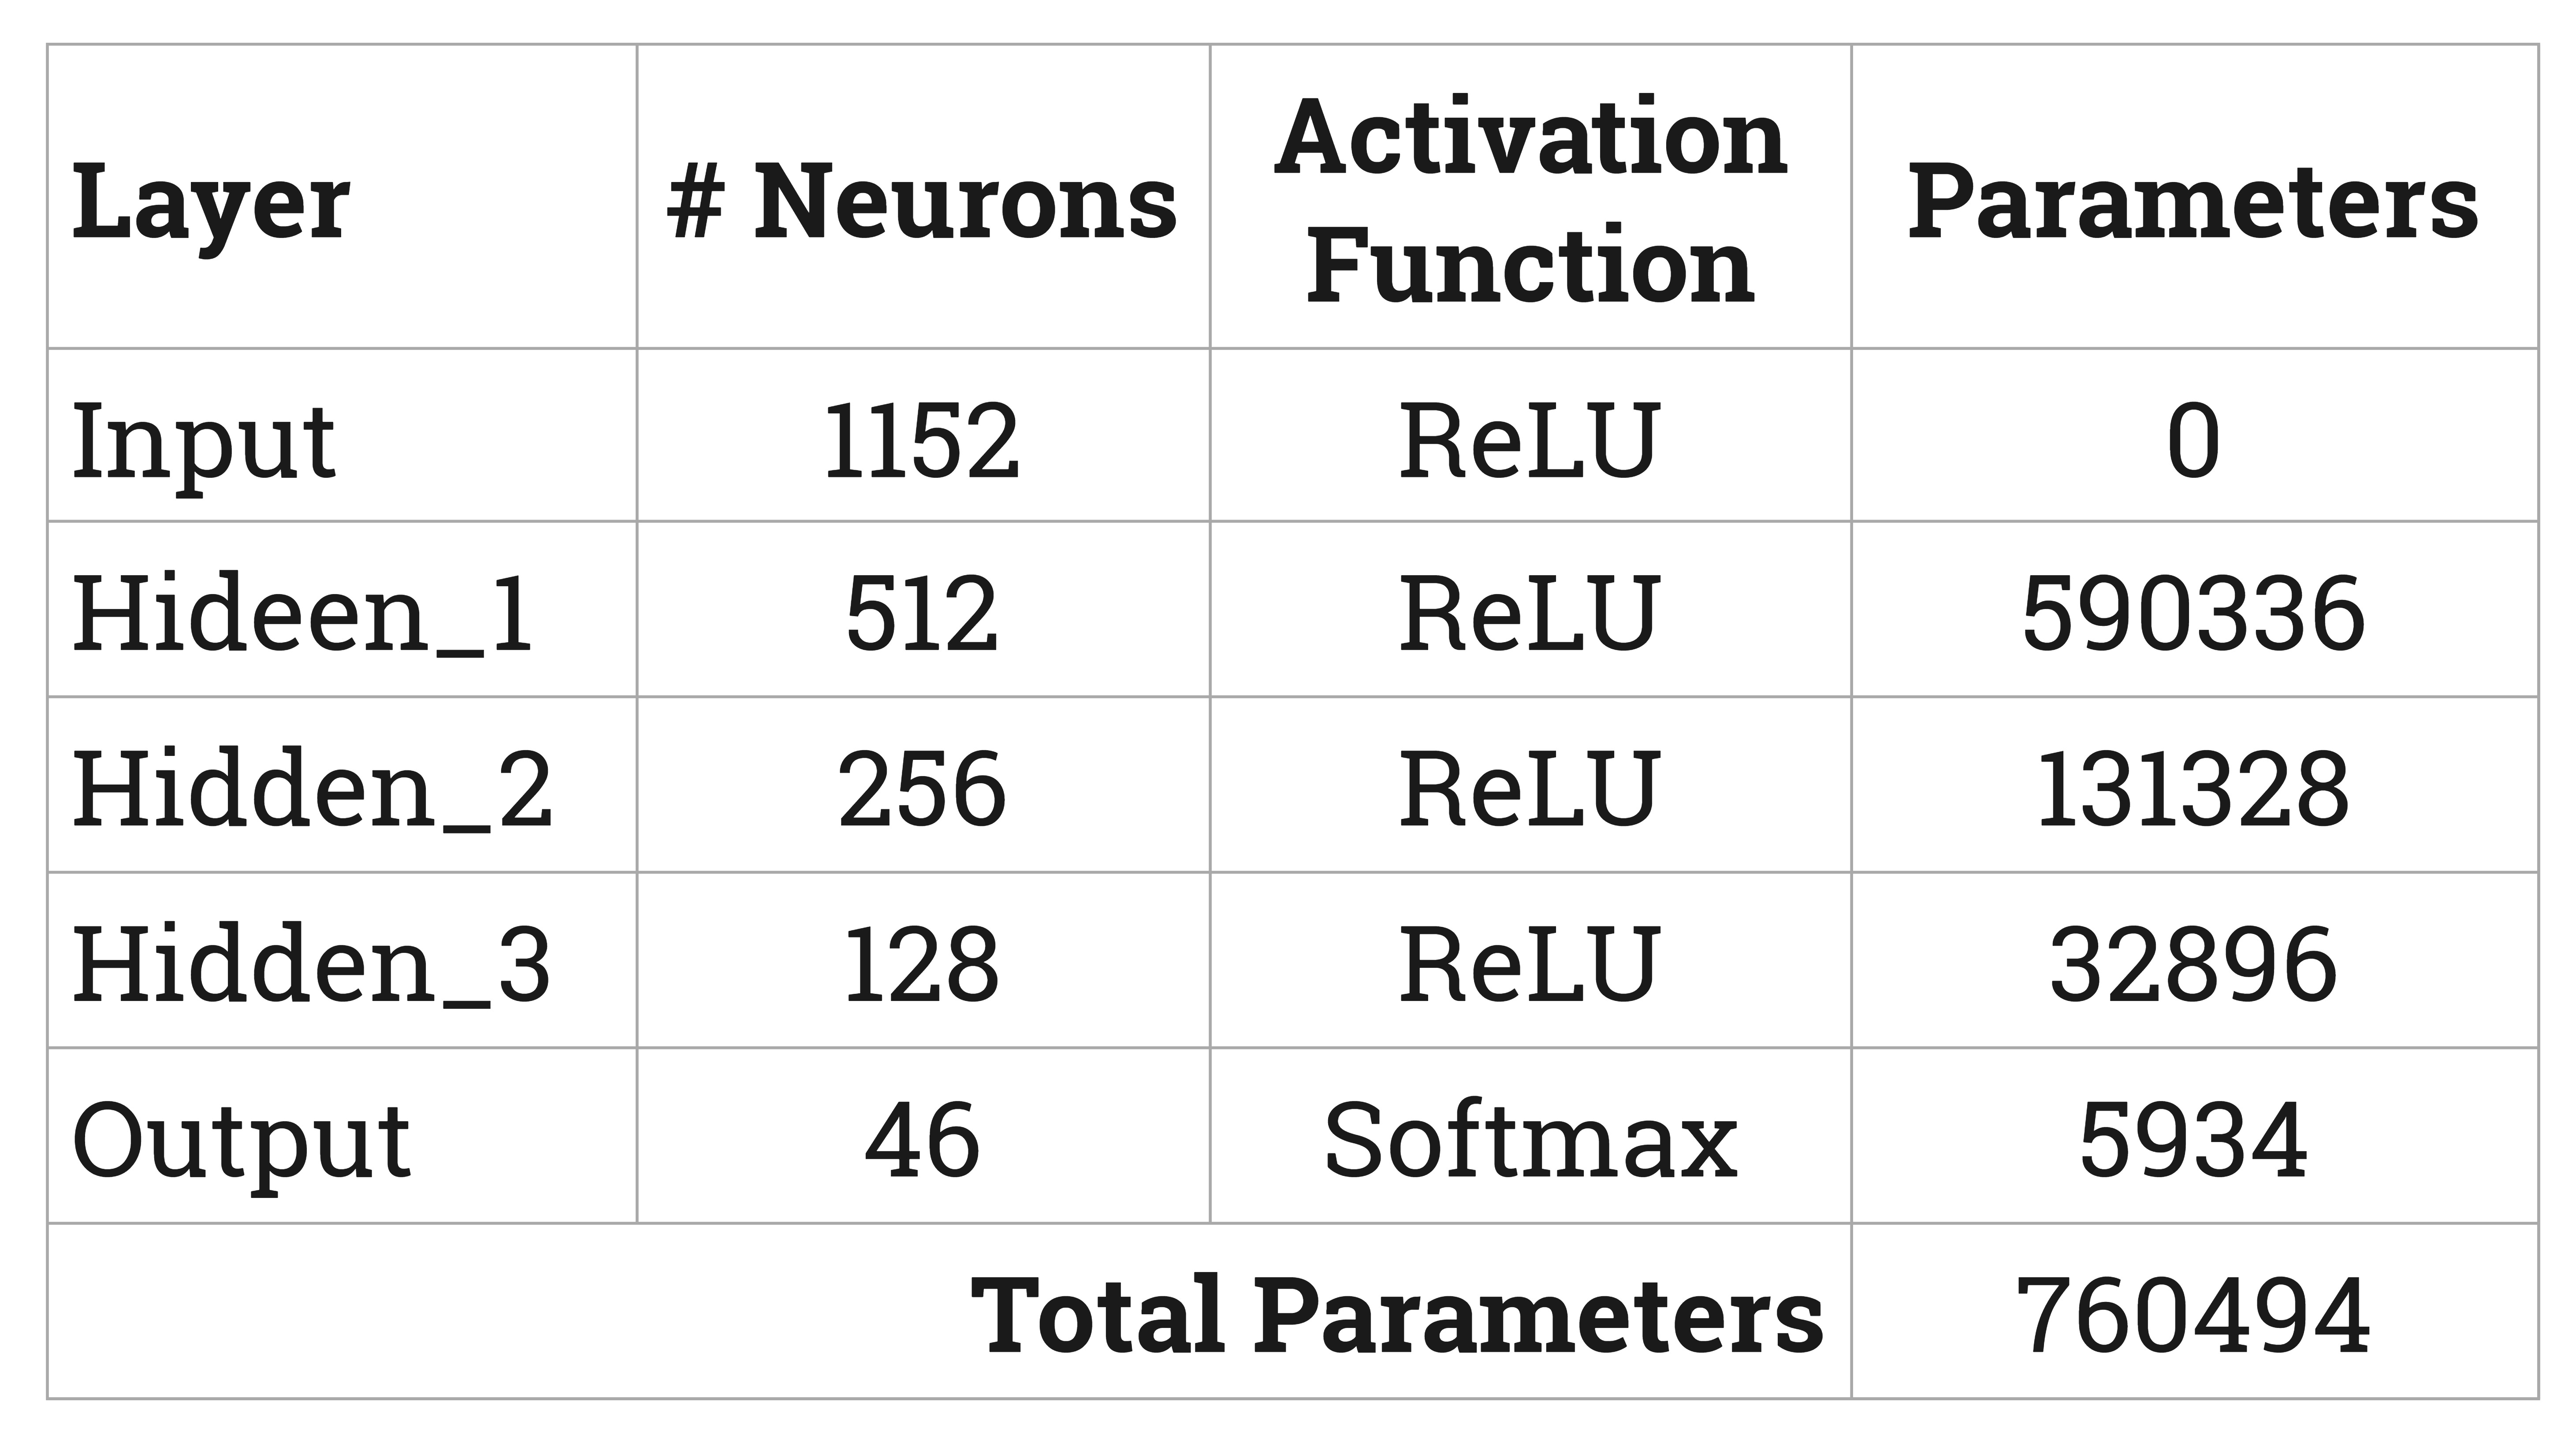 Layer # Neurons Activation Function Parameters
Input 1152 ReLU 0
Hideen_1 512 ReLU 590336
Hidden_2 256 ReLU 131328
Hidden_3 128 ReLU 32896
Output 46 Softmax 5934
Total Parameters 760494